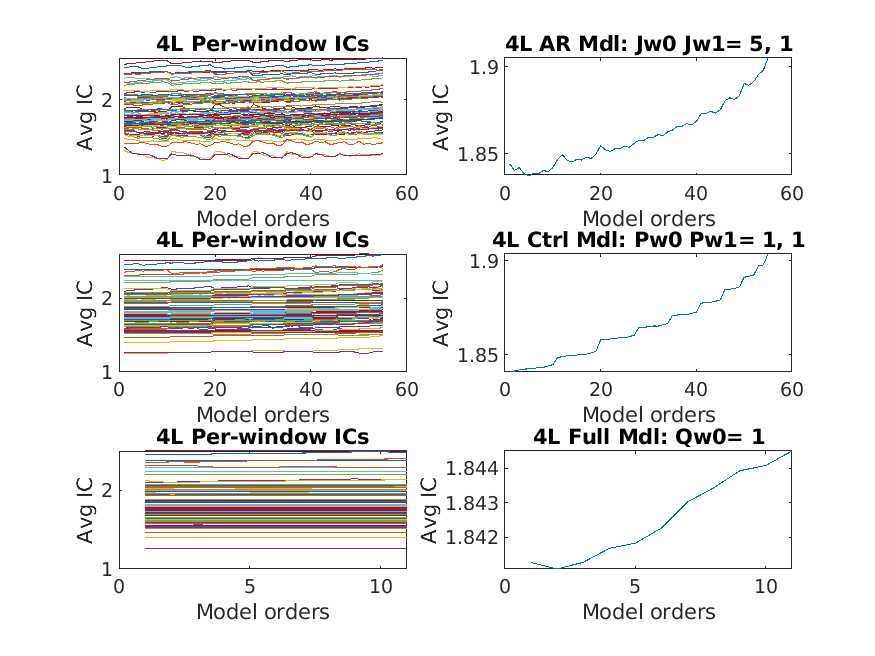 4L Per-window ICs
Avg IC
2
1
0
20
40
60
Model orders
4L AR Mdl: Jw0 Jw1= 5, 1
Avg IC
1.9
1.85
0
20
40
60
Model orders
4L Per-window ICs
Avg IC
2
1
0
20
40
60
Model orders
4L Ctrl Mdl: Pw0 Pw1= 1, 1
Avg IC
1.9
1.85
0
20
40
60
Model orders
4L Per-window ICs
Avg IC
2
1
0
5
10
Model orders
4L Full Mdl: Qw0= 1
Avg IC
1.844
1.843
1.842
0
5
10
Model orders